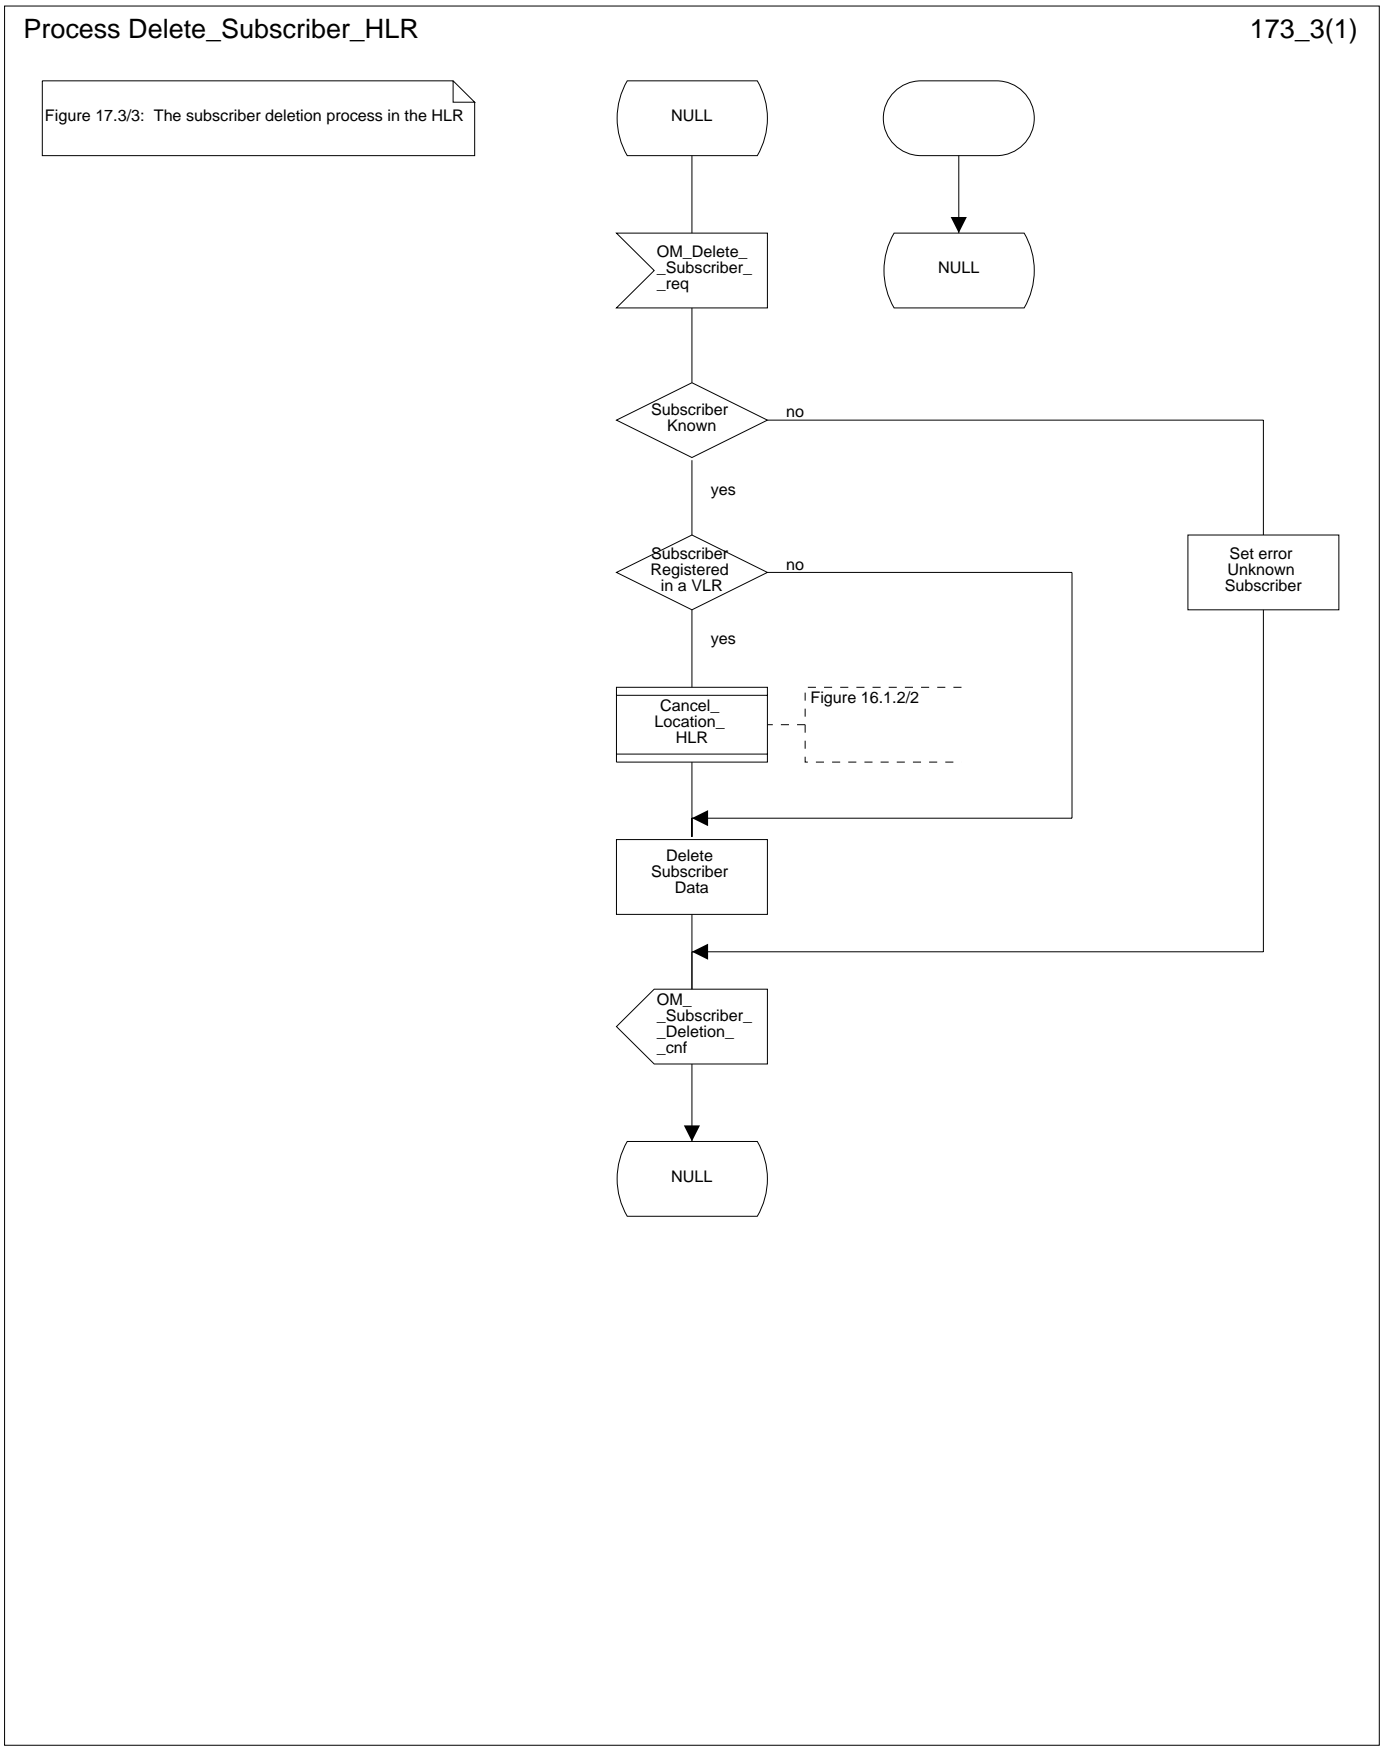 Process Delete_Subscriber_HLR
173_3(1)
Figure 17.3/3: The subscriber deletion process in the HLR
NULL
OM_Delete_
_Subscriber_
_req
NULL
Subscriber
Known
no
yes
Subscriber
Registered
in a VLR
no
Set error
Unknown
Subscriber
yes
Cancel_
Location_
HLR
Figure 16.1.2/2
Delete
Subscriber
Data
OM_
_Subscriber_
_Deletion_
_cnf
NULL